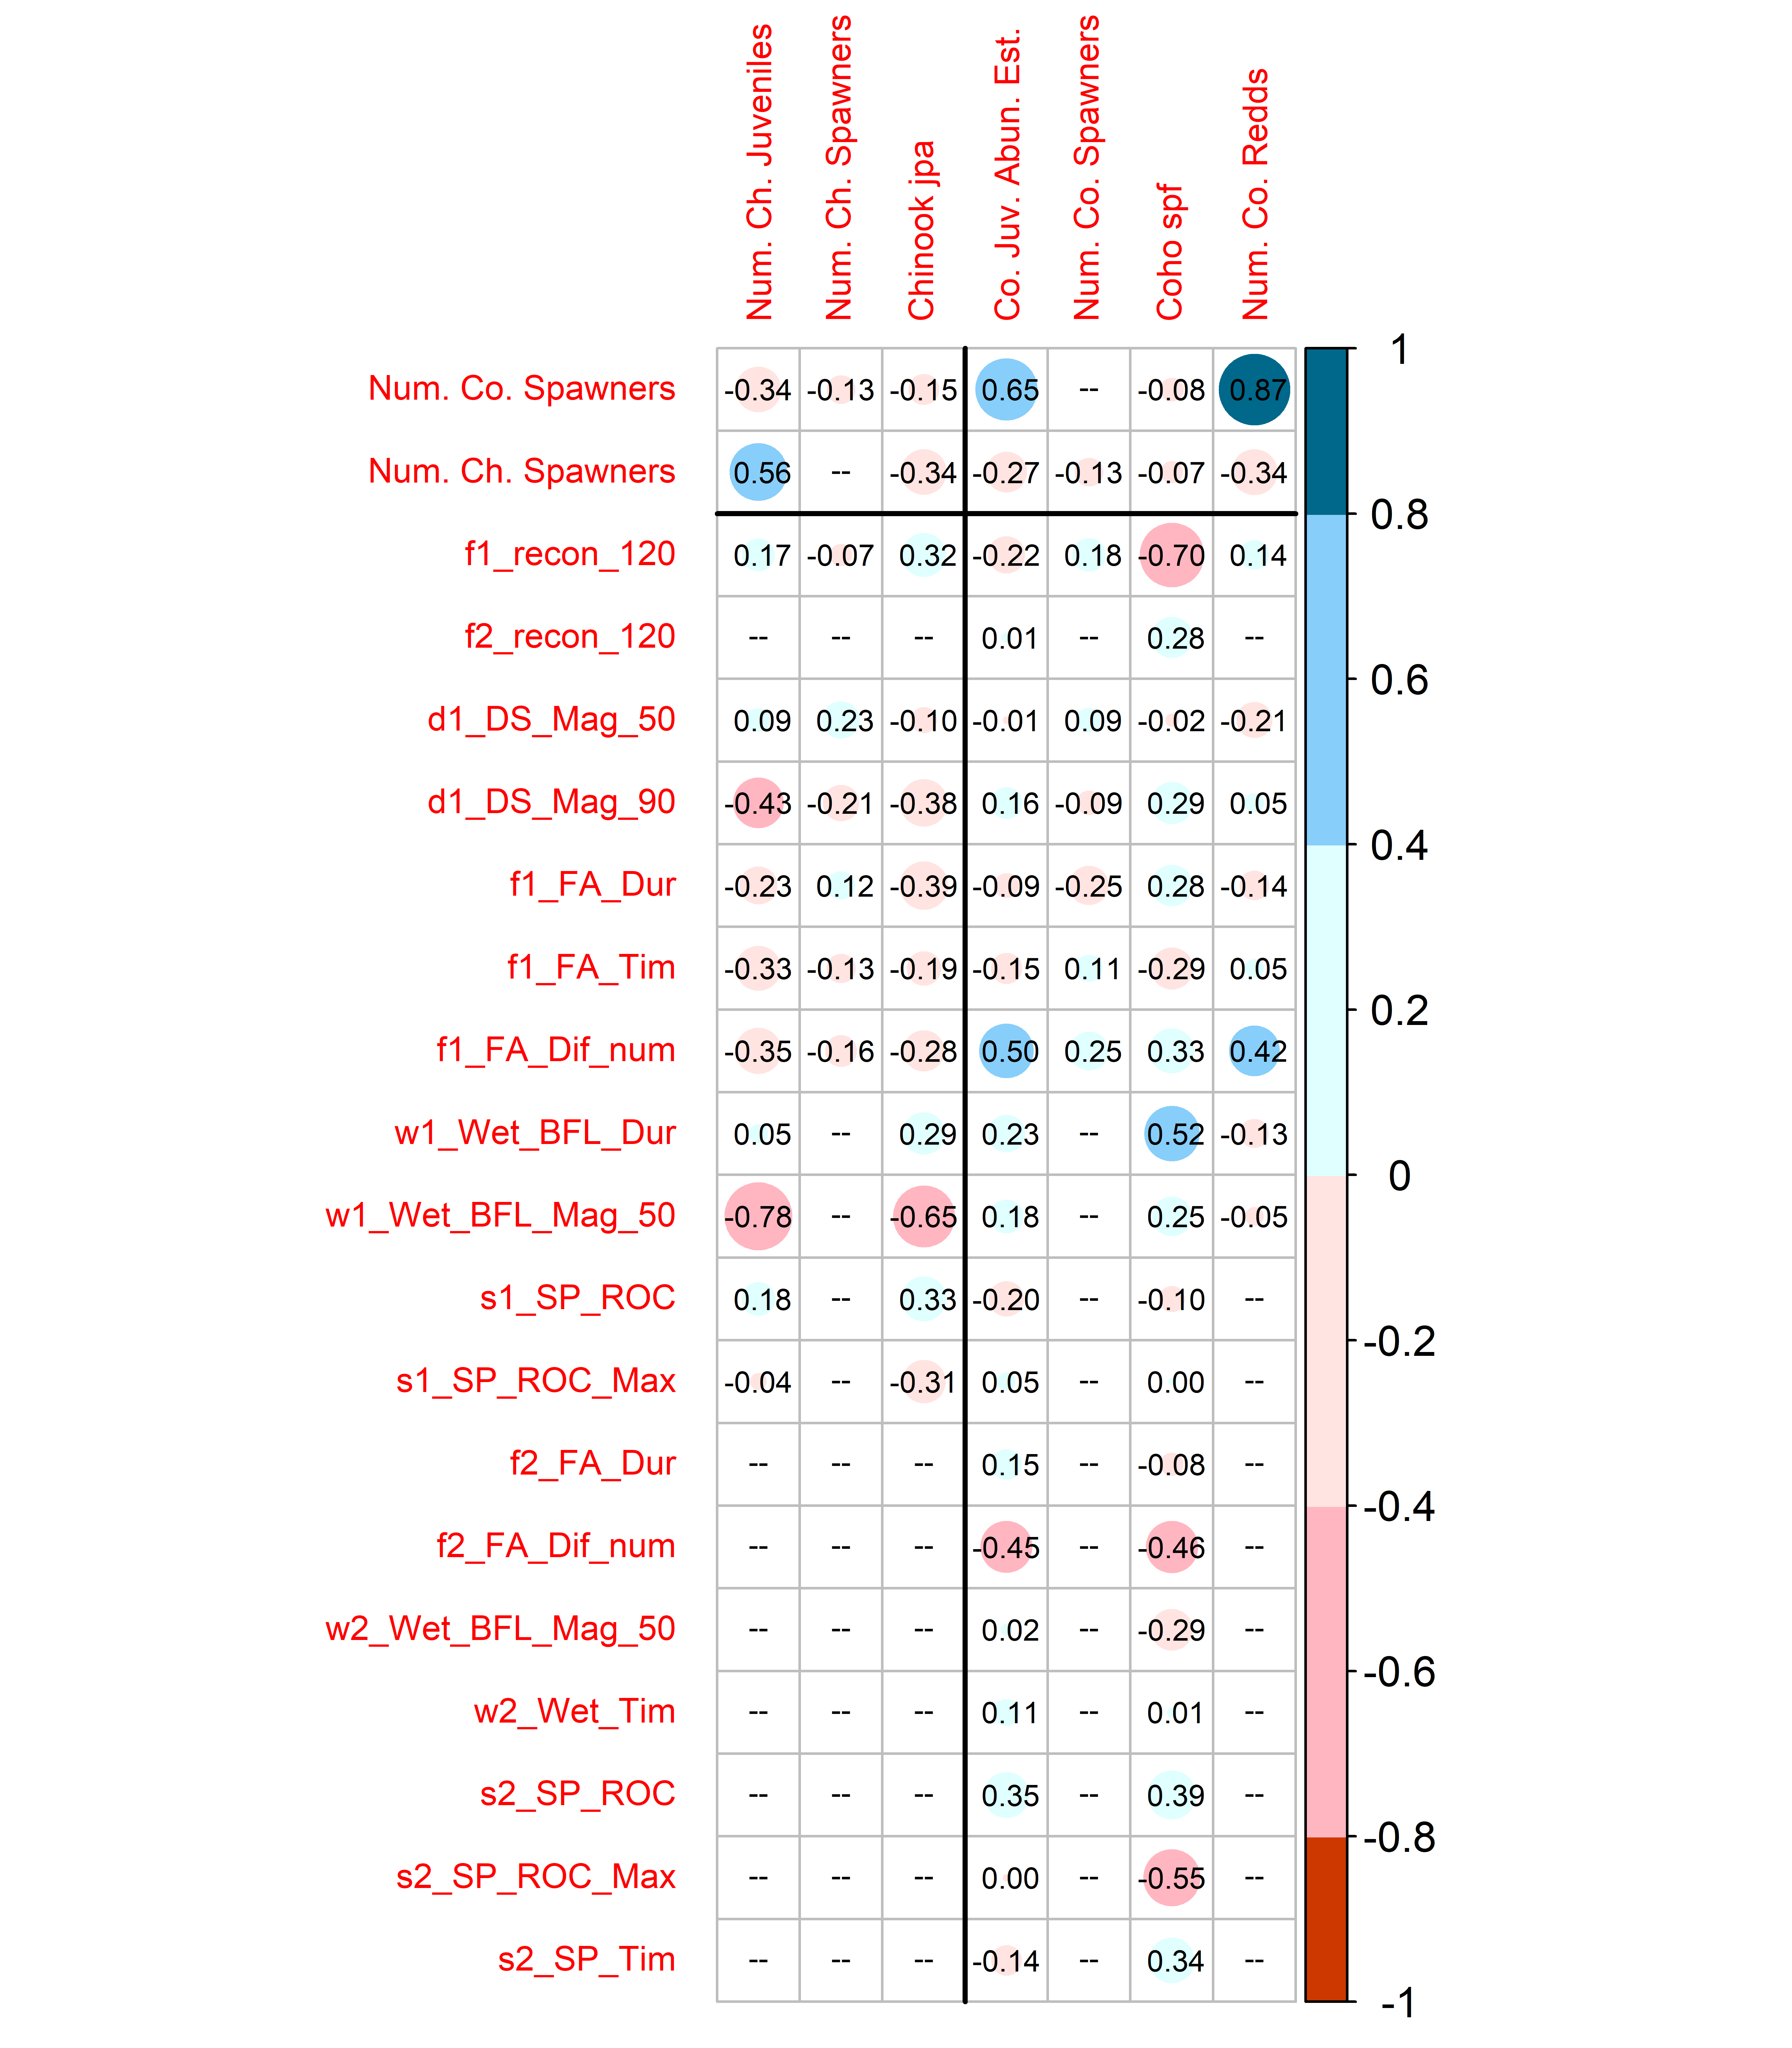 Num. Ch. Juveniles
Num. Ch. Spawners
Chinook jpa
Co. Juv. Abun. Est.
Num. Co. Spawners
Coho spf
Num. Co. Redds
Num. Co. Spawners -0.34 -0.13 -0.15 0.65 -- -0.08 0.87
Num. Ch. Spawners 0.56 -- -0.34 -0.27 -0.13 -0.07 -0.34
f1_recon_120 0.17 -0.07 0.32 -0.22 0.18 -0.70 0.14
f2_recon_120 -- -- -- 0.01 -- 0.28 --
d1_DS_Mag_50 0.09 0.23 -0.10 -0.01 0.09 -0.02 -0.21
d1_DS_Mag_90 -0.43 -0.21 -0.38 0.16 -0.09 0.29 0.05
f1_FA_Dur -0.23 0.12 -0.39 -0.09 -0.25 0.28 -0.14
f1_FA_Tim -0.33 -0.13 -0.19 -0.15 0.11 -0.29 0.05
f1_FA_Dif_num -0.35 -0.16 -0.28 0.50 0.25 0.33 0.42
w1_Wet_BFL_Dur 0.05 -- 0.29 0.23 -- 0.52 -0.13
w1_Wet_BFL_Mag_50 -0.78 -- -0.65 0.18 -- 0.25 -0.05
s1_SP_ROC 0.18 -- 0.33 -0.20 -- -0.10 --
s1_SP_ROC_Max -0.04 -- -0.31 0.05 -- 0.00 --
f2_FA_Dur -- -- -- 0.15 -- -0.08 --
f2_FA_Dif_num -- -- -- -0.45 -- -0.46 --
w2_Wet_BFL_Mag_50 -- -- -- 0.02 -- -0.29 --
w2_Wet_Tim -- -- -- 0.11 -- 0.01 --
s2_SP_ROC -- -- -- 0.35 -- 0.39 --
s2_SP_ROC_Max -- -- -- 0.00 -- -0.55 --
s2_SP_Tim -- -- -- -0.14 -- 0.34 --
1
0.8
0.6
0.4
0.2
0
-0.2
-0.4
-0.6
-0.8
-1